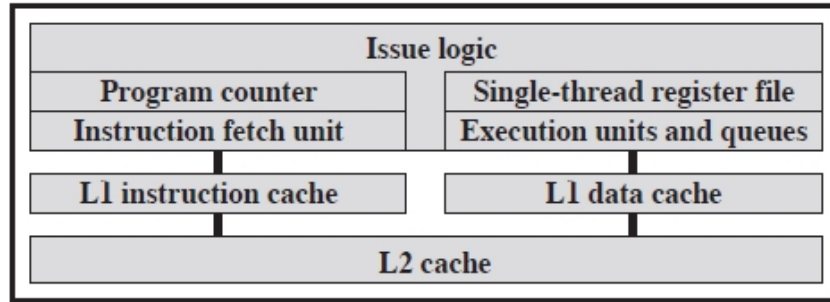 Issue logic
Program counter
Single-thread register file
Instruction fetch unit
Execution units and queues
L1 instruction cache
L1 data cache
L2 cache